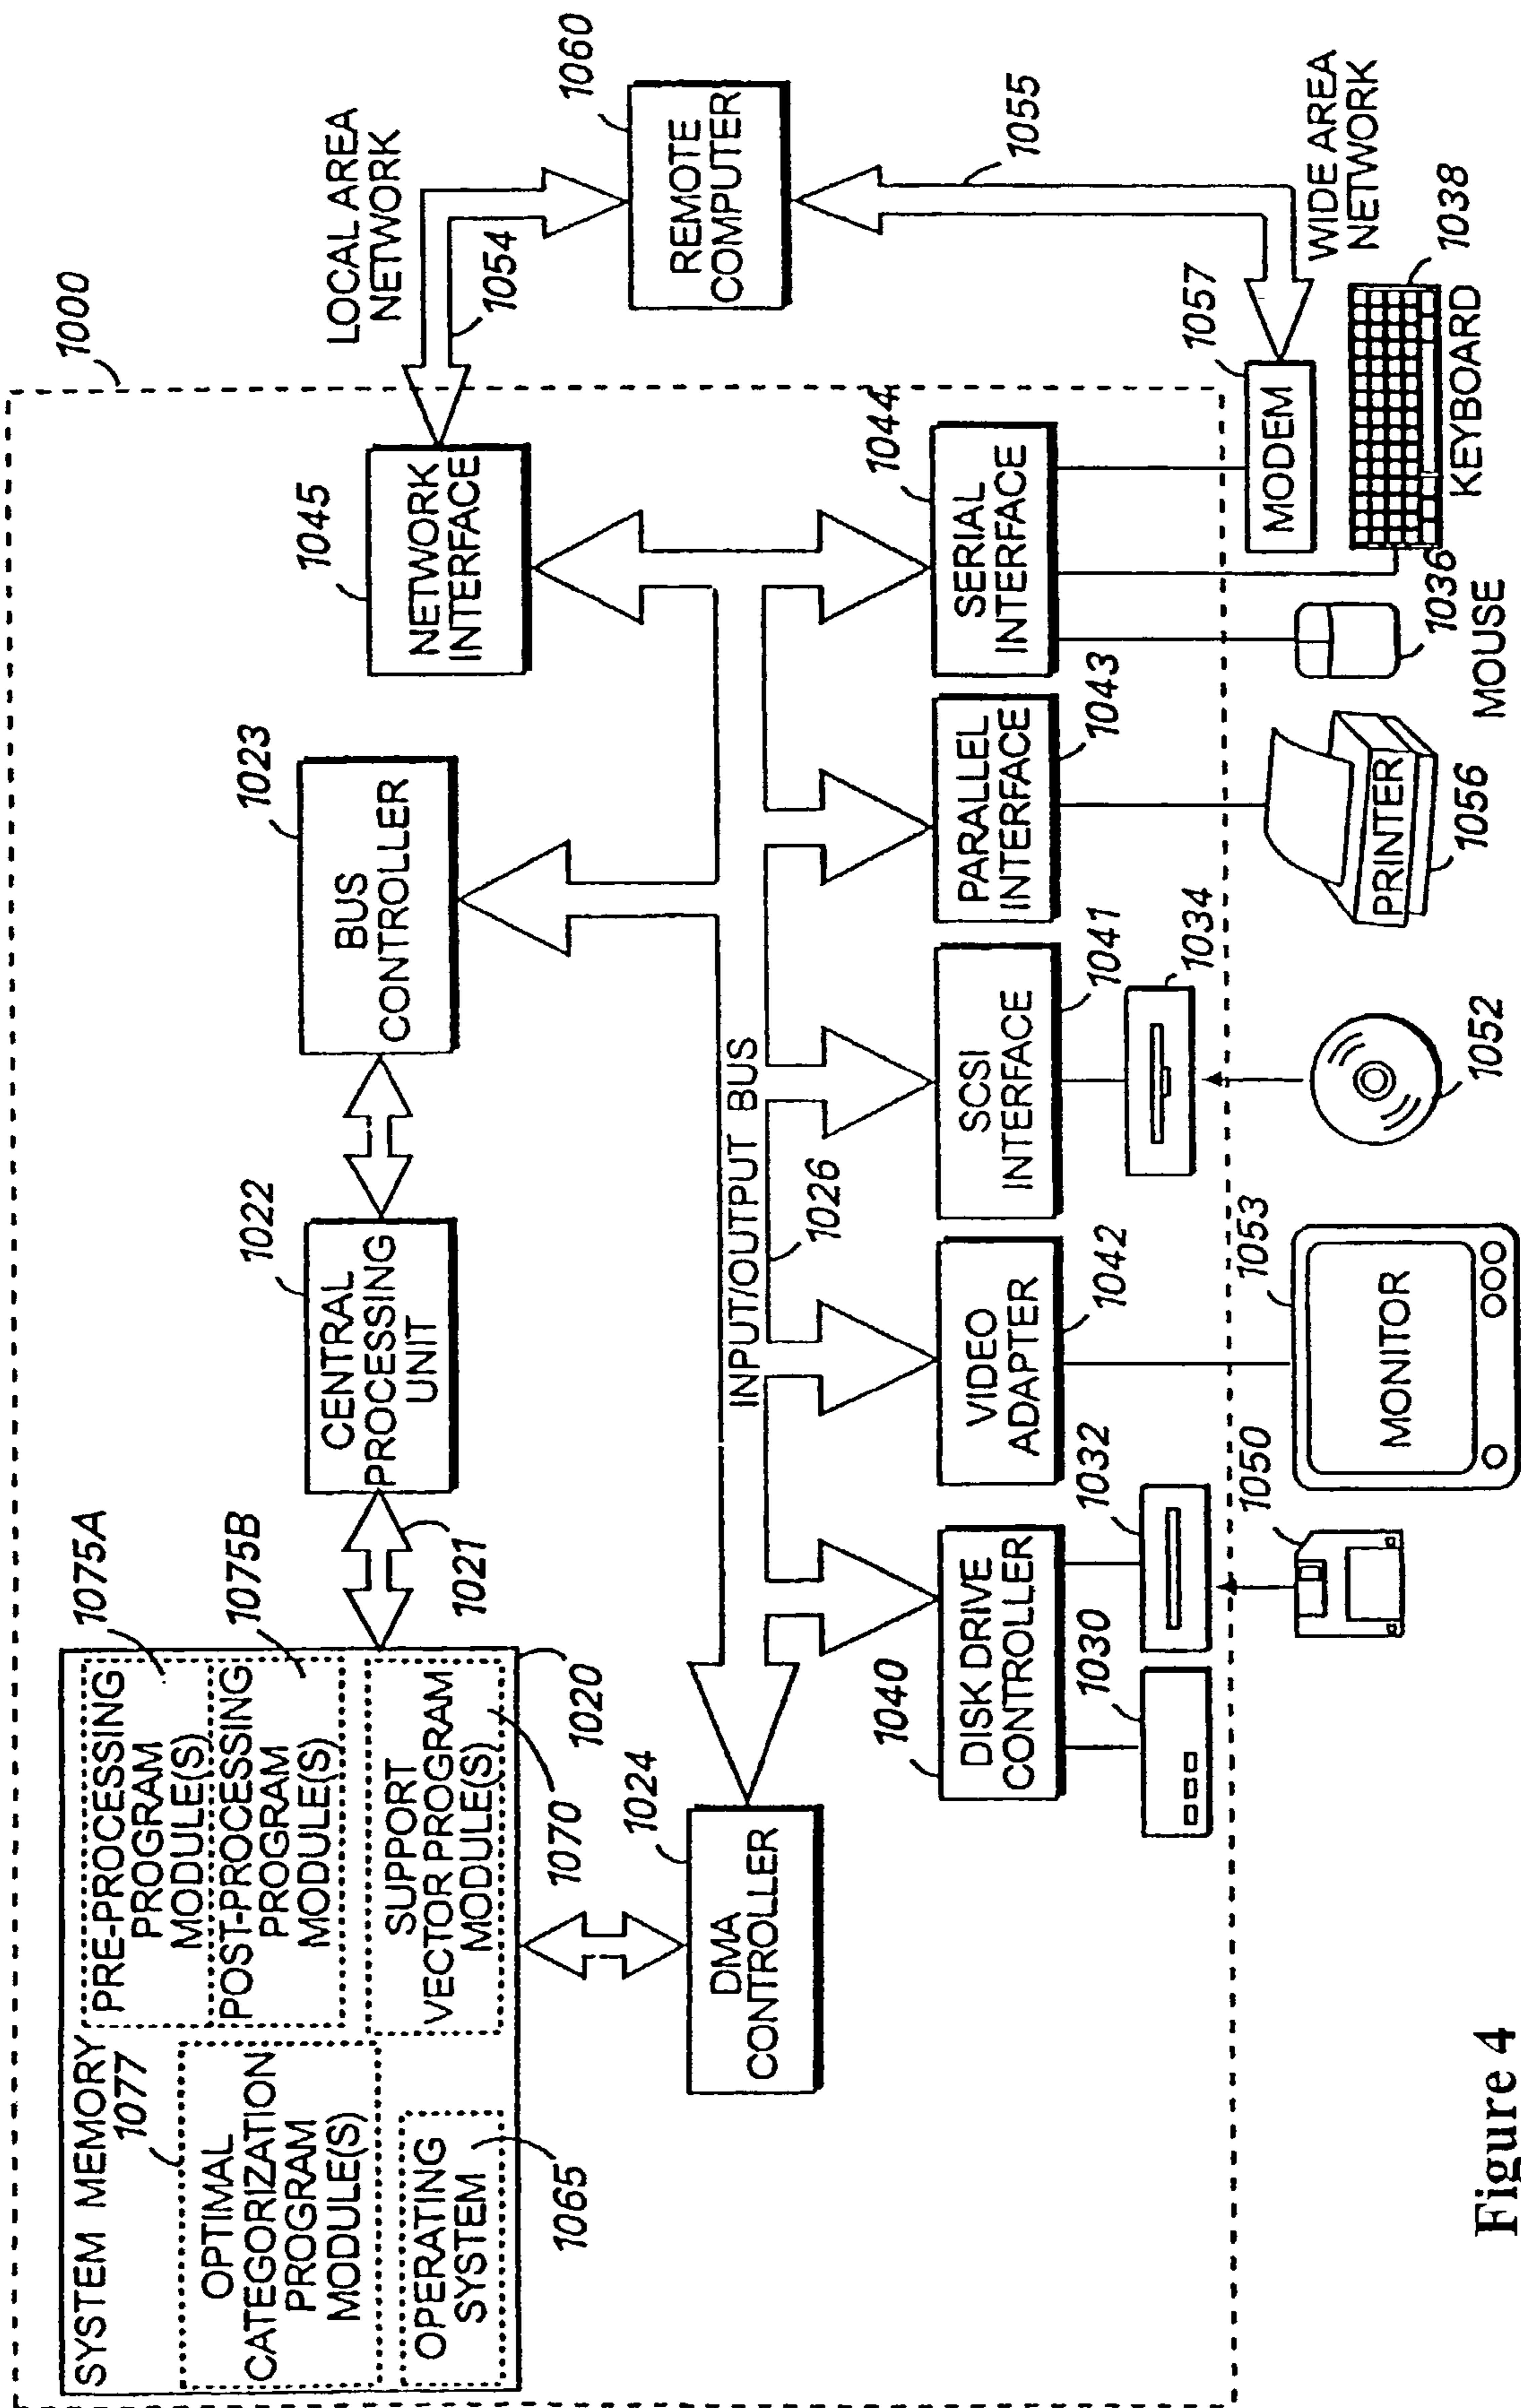 1000
SYSTEM MEMORY
1077
OPTIMAL
CATEGORIZATION
PROGRAM
MODULE(S)
OPERATING
SYSTEM
1065
PRE-PROCESSING
PROGRAM
MODULE(S)
1075A
POST-PROCESSING
PROGRAM
MODULE(S)
1075B
SUPPORT
VECTOR PROGRAM
MODULE(S)
1070
1020
1021
1022
CENTRAL
PROCESSING
UNIT
1023
BUS
CONTROLLER
1045
NETWORK
INTERFACE
LOCAL AREA
NETWORK
1054
1060
REMOTE
COMPUTER
1055
WIDE AREA
NETWORK
1024
DMA
CONTROLLER
INPUT/OUTPUT BUS
1026
1040
DISK DRIVE
CONTROLLER
1030
1032
VIDEO
ADAPTER
1042
SCSI
INTERFACE
1041
1034
PARALLEL
INTERFACE
1043
SERIAL
INTERFACE
1044
1057
MODEM
1050
1053
MONITOR
1052
PRINTER
1056
1036
MOUSE
1038
KEYBOARD
Figure 4